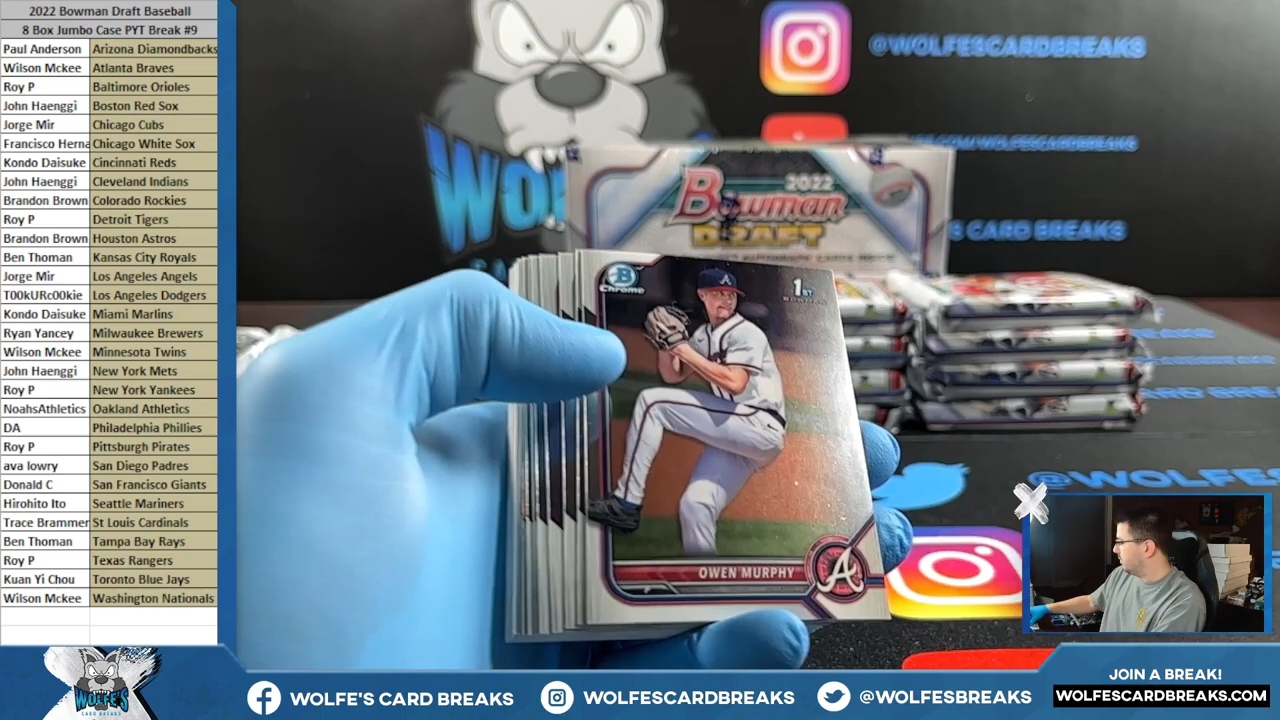 2022 Bowman Draft Baseball
8 Box Jumbo Case PYT Break #9
Paul Anderson Arizona Diamondbacks
Wilson Mckee Atlanta Braves
Roy P Baltimore Orioles
John Haenggi Boston Red Sox
Jorge Mir Chicago Cubs
Francisco Herna Chicago White Sox
Kondo Daisuke Cincinnati Reds
John Haenggi Cleveland Indians
Brandon Brown Colorado Rockies
Roy P Detroit Tigers
Brandon Brown Houston Astros
Ben Thoman Kansas City Royals
Jorge Mir Los Angeles Angels
T00kURc00kie Los Angeles Dodgers
Kondo Daisuke Miami Marlins
Ryan Yancey Milwaukee Brewers
Wilson Mckee Minnesota Twins
John Haenggi New York Mets
Roy P New York Yankees
NoahsAthletics Oakland Athletics
DA Philadelphia Phillies
Roy P Pittsburgh Pirates
ava lowry San Diego Padres
Donald C San Francisco Giants
Hirohito Ito Seattle Mariners
Trace Brammer St Louis Cardinals
Ben Thoman Tampa Bay Rays
Roy P Texas Rangers
Kuan Yi Chou Toronto Blue Jays
Wilson Mckee Washington Nationals
@WOLFESCARDBREAKS
.COM/WOLFESCARDBREAKS
S CARD BREAKS
WO
2022
Bowman
DRAFT
B
Chrome
1ST
BOWMAN
A
OWEN MURPHY
A
@WOLFES
WOLFE'S
CARD BREAKS
WOLFE'S CARD BREAKS
WOLFESCARDBREAKS
@WOLFESBREAKS
JOIN A BREAK!
WOLFESCARDBREAKS.COM